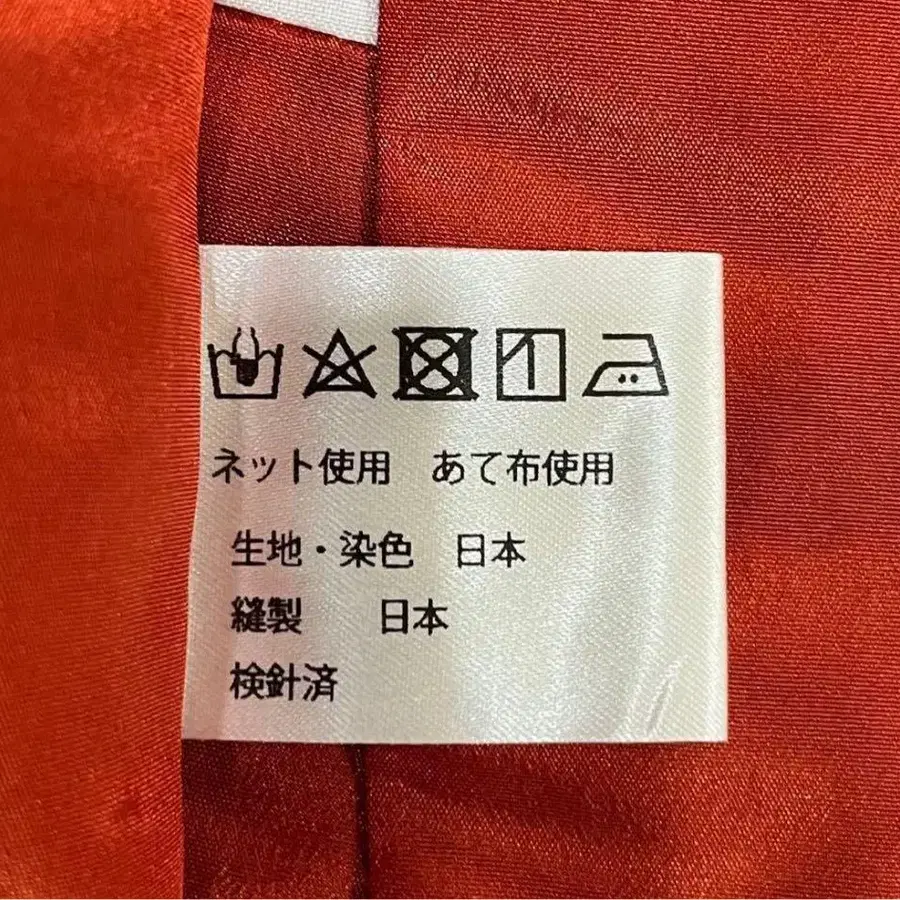 ネット使用　あて布使用
生地・染色　日本
縫製　　日本
検針済